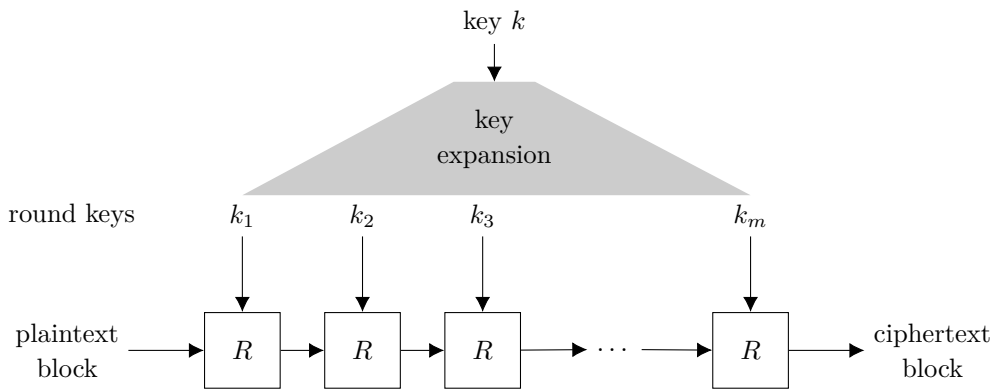 key k
key
expansion
round keys k₁ k₂ k₃ kₘ
plaintext
block
R R R ··· R
ciphertext
block